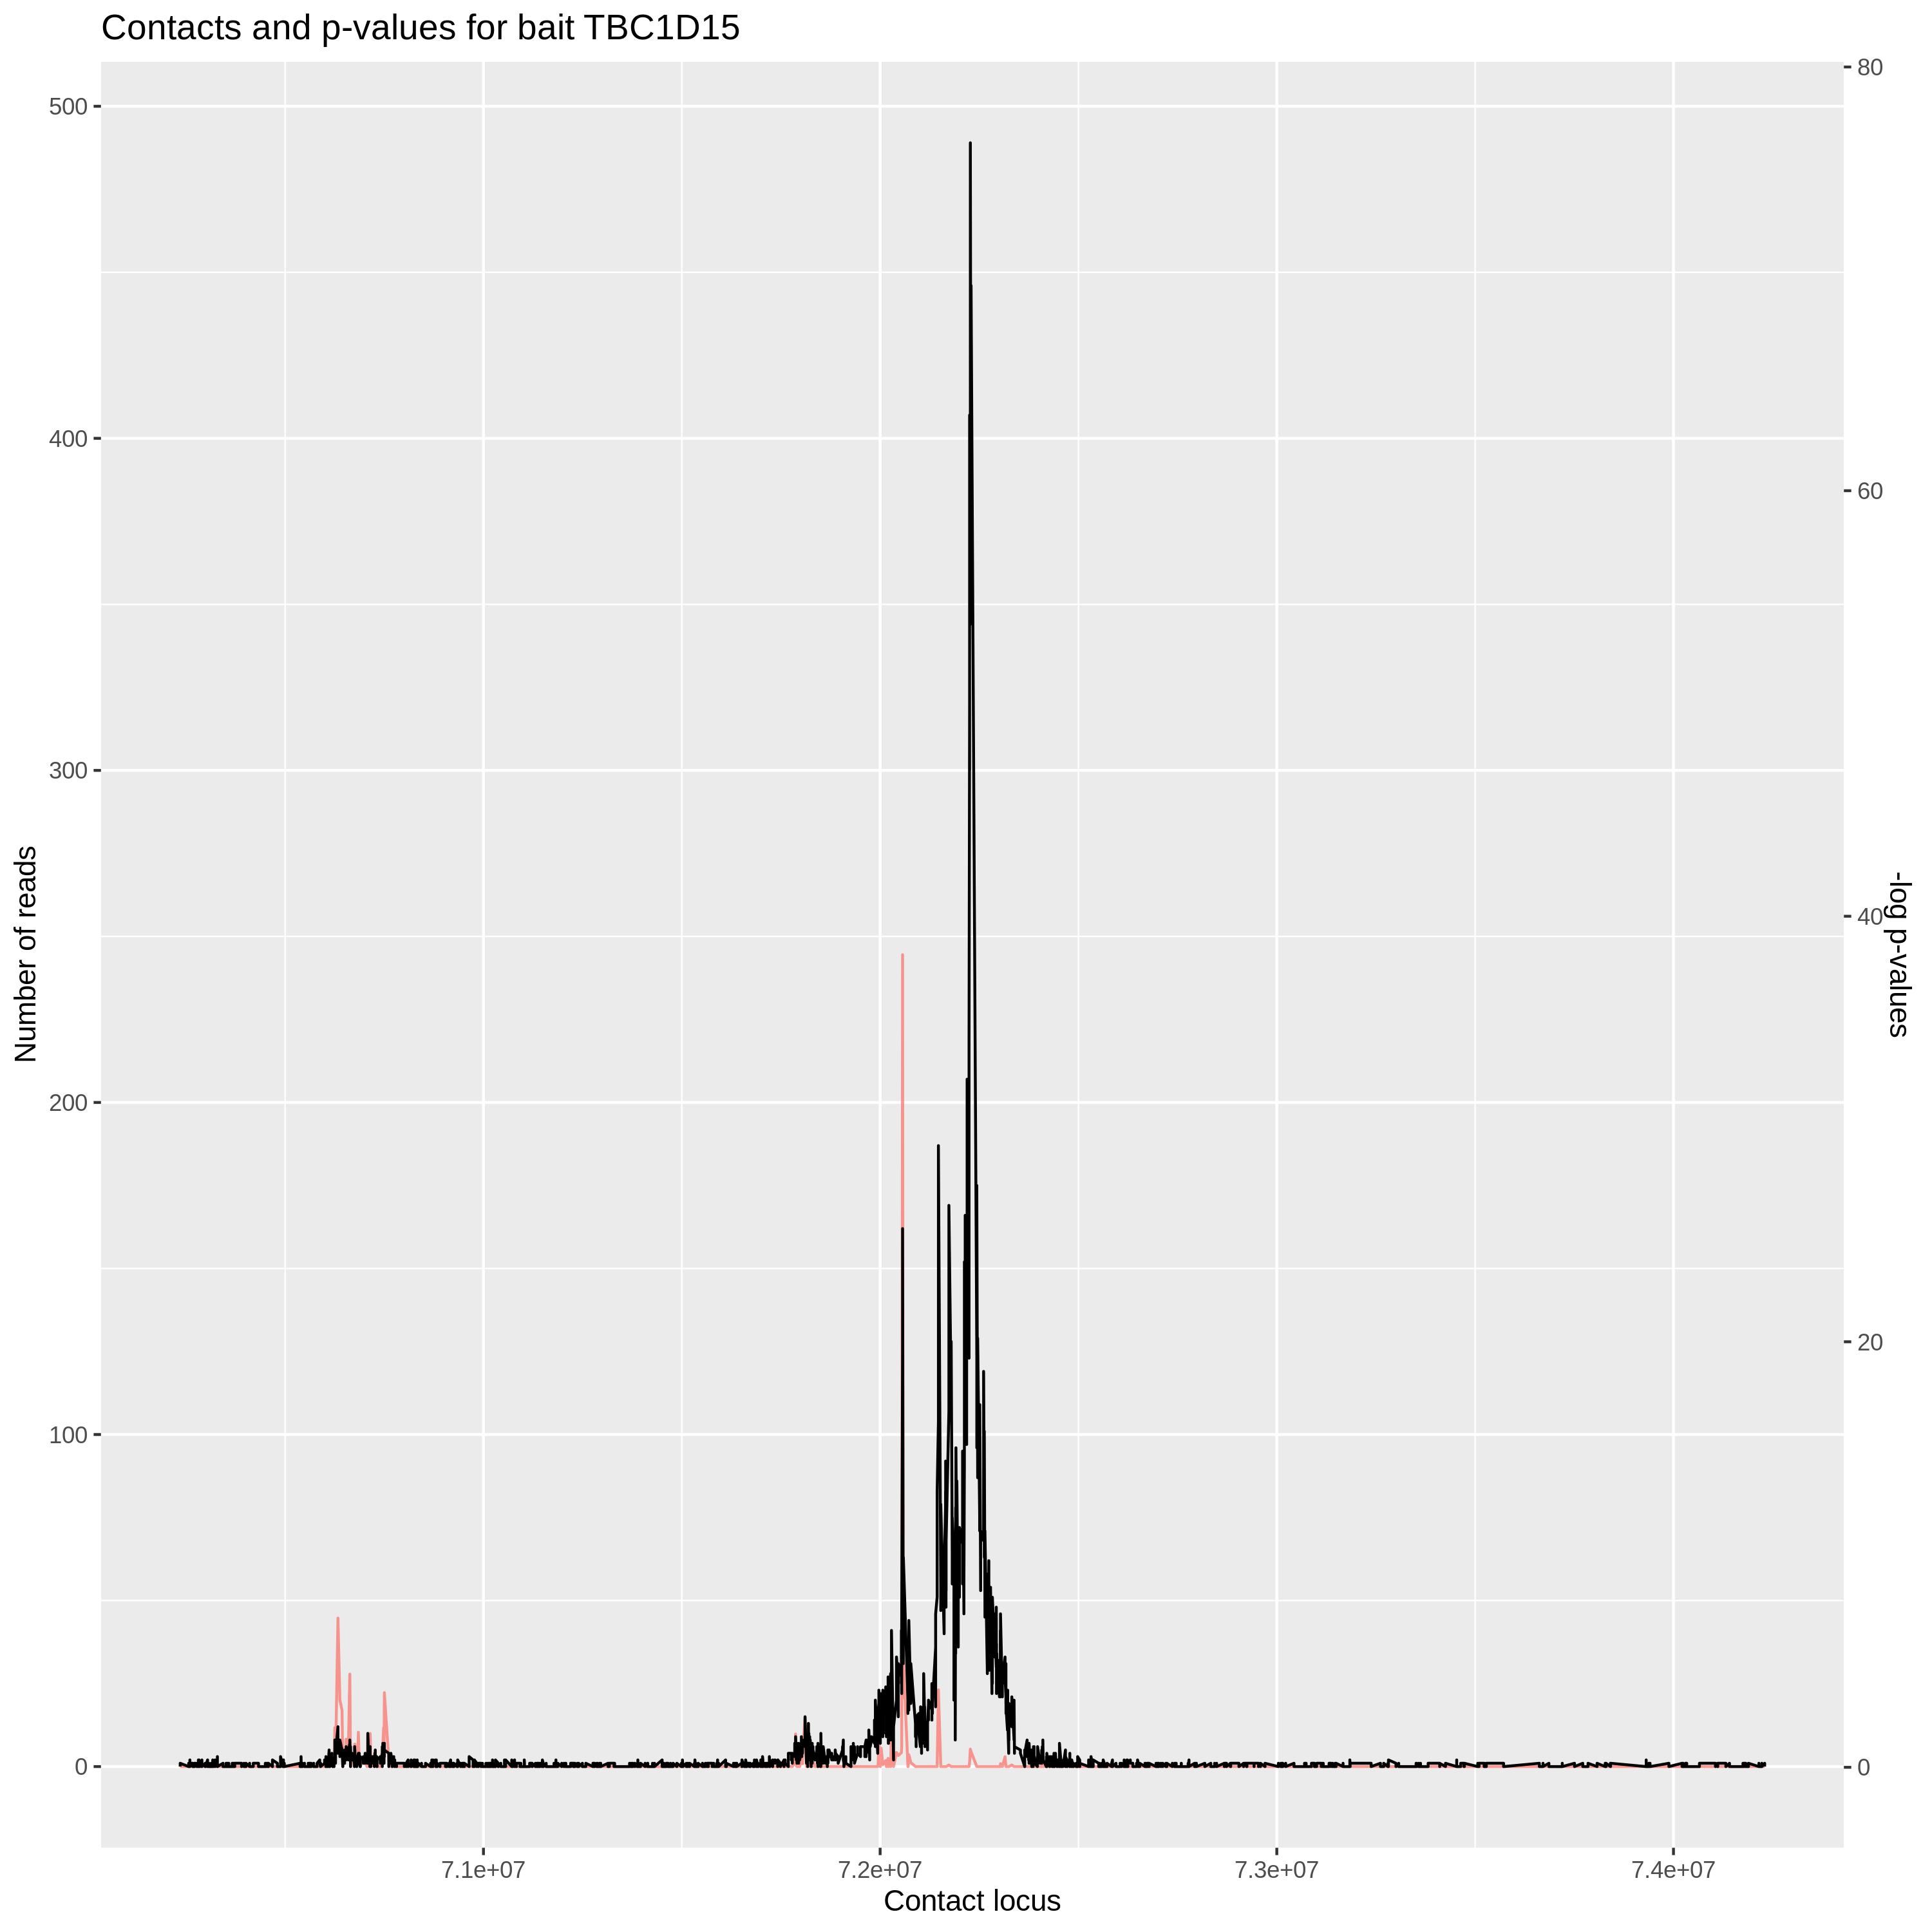 Contacts and p-values for bait TBC1D15
500
400
300
200
100
0
Number of reads
80
60
40
20
0
-log p-values
7.1e+07
7.2e+07
7.3e+07
7.4e+07
Contact locus